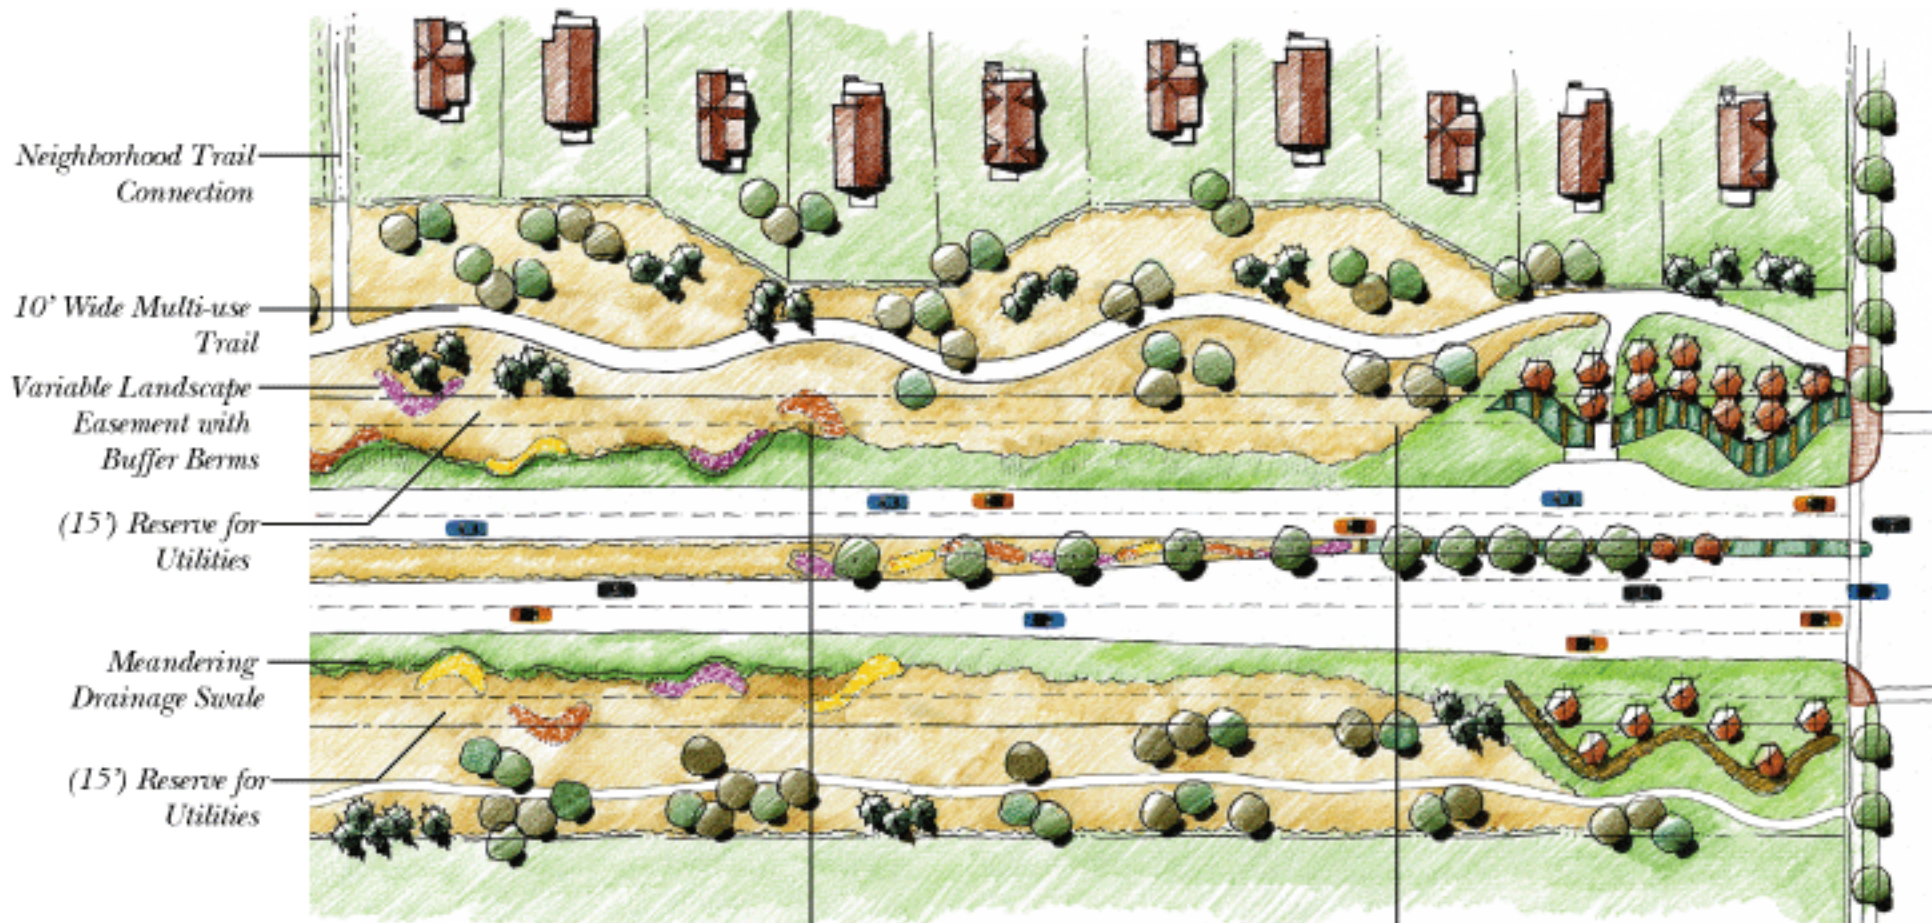 Neighborhood Trail
Connection
10' Wide Multi-use
Trail
Variable Landscape
Easement with
Buffer Berms
(15') Reserve for
Utilities
Meandering
Drainage Swale
(15') Reserve for
Utilities